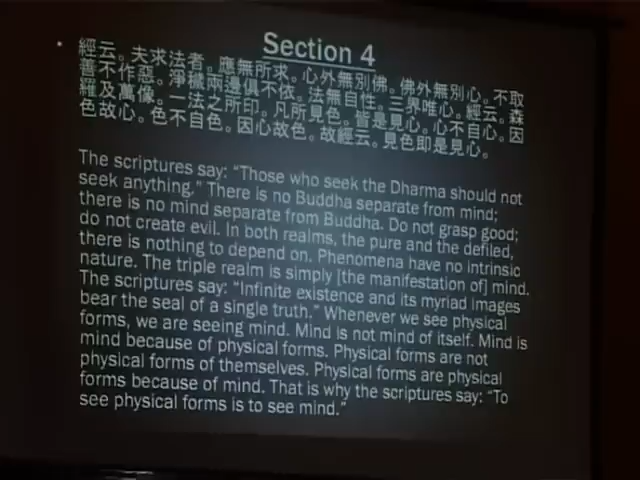 Section 4
• 經云。夫求法者。應無所求。心外無別佛。佛外無別心。不取
善不作惡。淨穢兩邊俱不依。法無自性。三界唯心。經云。森
羅及萬像。一法之所印。凡所見色。皆是見心。心不自心。因
色故心。色不自色。因心故色。故經云。見色即是見心。
The scriptures say: “Those who seek the Dharma should not
seek anything.” There is no Buddha separate from mind;
there is no mind separate from Buddha. Do not grasp good;
do not create evil. In both realms, the pure and the defiled,
there is nothing to depend on. Phenomena have no intrinsic
nature. The triple realm is simply [the manifestation of] mind.
The scriptures say: “Infinite existence and its myriad images
bear the seal of a single truth.” Whenever we see physical
forms, we are seeing mind. Mind is not mind of itself. Mind is
mind because of physical forms. Physical forms are not
physical forms of themselves. Physical forms are physical
forms because of mind. That is why the scriptures say: “To
see physical forms is to see mind.”